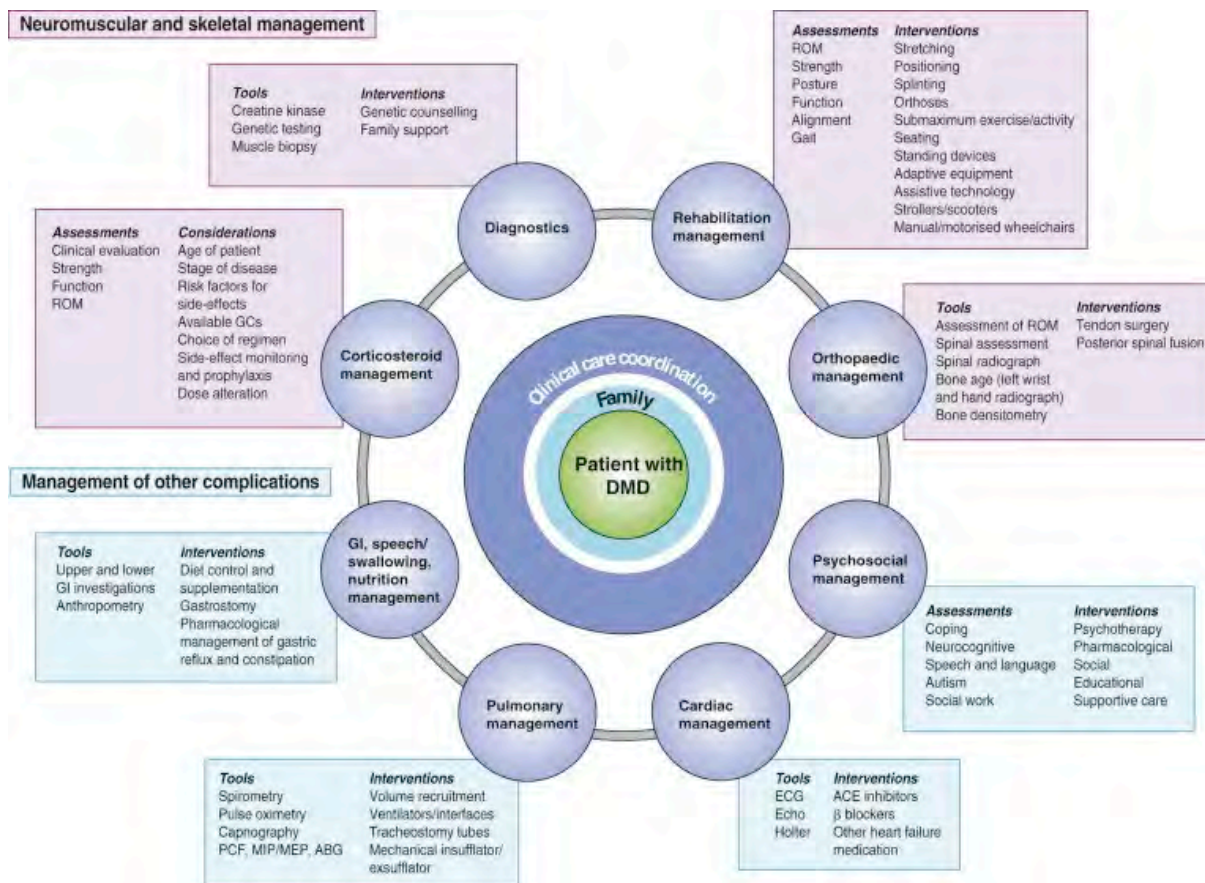 Neuromuscular and skeletal management
Tools
Creatine kinase
Genetic testing
Muscle biopsy
Interventions
Genetic counselling
Family support
Diagnostics
Assessments
ROM
Strength
Posture
Function
Alignment
Gait
Interventions
Stretching
Positioning
Splinting
Orthoses
Submaximum exercise/activity
Seating
Standing devices
Adaptive equipment
Assistive technology
Strollers/scooters
Manual/motorised wheelchairs
Rehabilitation
management
Assessments
Clinical evaluation
Strength
Function
ROM
Considerations
Age of patient
Stage of disease
Risk factors for
side-effects
Available GCs
Choice of regimen
Side-effect monitoring
and prophylaxis
Dose alteration
Corticosteroid
management
Tools
Assessment of ROM
Spinal assessment
Spinal radiograph
Bone age (left wrist
and hand radiograph)
Bone densitometry
Interventions
Tendon surgery
Posterior spinal fusion
Orthopaedic
management
Clinical care coordination
Family
Patient with
DMD
Management of other complications
Tools
Upper and lower
GI investigations
Anthropometry
Interventions
Diet control and
supplementation
Gastrostomy
Pharmacological
management of gastric
reflux and constipation
GI, speech/
swallowing,
nutrition
management
Psychosocial
management
Assessments
Coping
Neurocognitive
Speech and language
Autism
Social work
Interventions
Psychotherapy
Pharmacological
Social
Educational
Supportive care
Pulmonary
management
Tools
Spirometry
Pulse oximetry
Capnography
PCF, MIP/MEP, ABG
Interventions
Volume recruitment
Ventilators/interfaces
Tracheostomy tubes
Mechanical insufflator/
exsufflator
Cardiac
management
Tools
ECG
Echo
Holter
Interventions
ACE inhibitors
β blockers
Other heart failure
medication